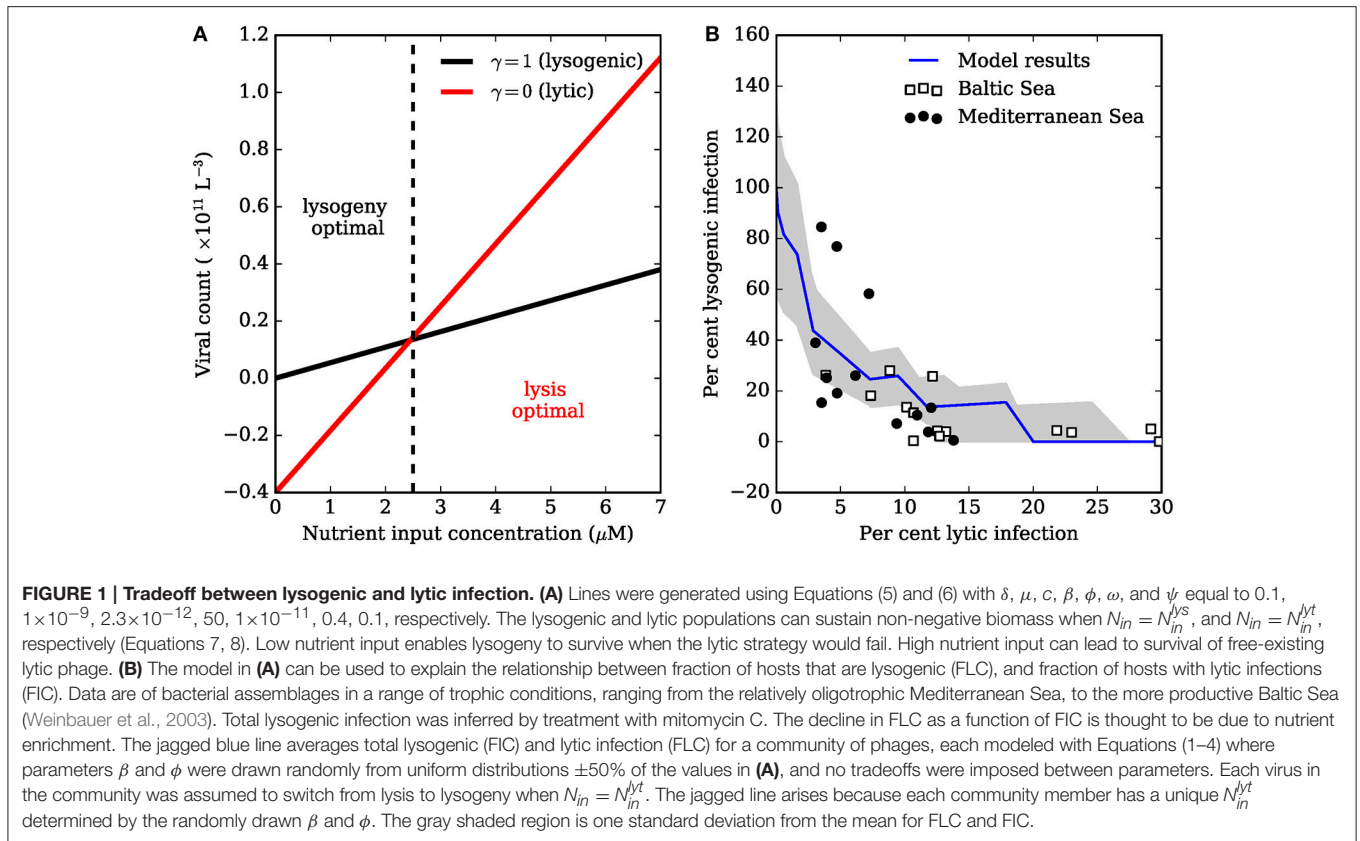 A
1.2
1.0
0.8
0.6
0.4
0.2
0.0
−0.2
−0.4
Viral count ( ×10¹¹ L⁻³)
γ=1 (lysogenic)
γ=0 (lytic)
lysogeny
optimal
lysis
optimal
0 1 2 3 4 5 6 7
Nutrient input concentration (μM)
B
160
140
120
100
80
60
40
20
0
−20
Per cent lysogenic infection
Model results
Baltic Sea
Mediterranean Sea
0 5 10 15 20 25 30
Per cent lytic infection
FIGURE 1 | Tradeoff between lysogenic and lytic infection. (A) Lines were generated using Equations (5) and (6) with δ, μ, c, β, ϕ, ω, and ψ equal to 0.1,
1×10−9, 2.3×10−12, 50, 1×10−11, 0.4, 0.1, respectively. The lysogenic and lytic populations can sustain non-negative biomass when N_in = N_in^lys, and N_in = N_in^lyt,
respectively (Equations 7, 8). Low nutrient input enables lysogeny to survive when the lytic strategy would fail. High nutrient input can lead to survival of free-existing
lytic phage. (B) The model in (A) can be used to explain the relationship between fraction of hosts that are lysogenic (FLC), and fraction of hosts with lytic infections
(FIC). Data are of bacterial assemblages in a range of trophic conditions, ranging from the relatively oligotrophic Mediterranean Sea, to the more productive Baltic Sea
(Weinbauer et al., 2003). Total lysogenic infection was inferred by treatment with mitomycin C. The decline in FLC as a function of FIC is thought to be due to nutrient
enrichment. The jagged blue line averages total lysogenic (FIC) and lytic infection (FLC) for a community of phages, each modeled with Equations (1–4) where
parameters β and ϕ were drawn randomly from uniform distributions ±50% of the values in (A), and no tradeoffs were imposed between parameters. Each virus in
the community was assumed to switch from lysis to lysogeny when N_in = N_in^lyt. The jagged line arises because each community member has a unique N_in^lyt
determined by the randomly drawn β and ϕ. The gray shaded region is one standard deviation from the mean for FLC and FIC.